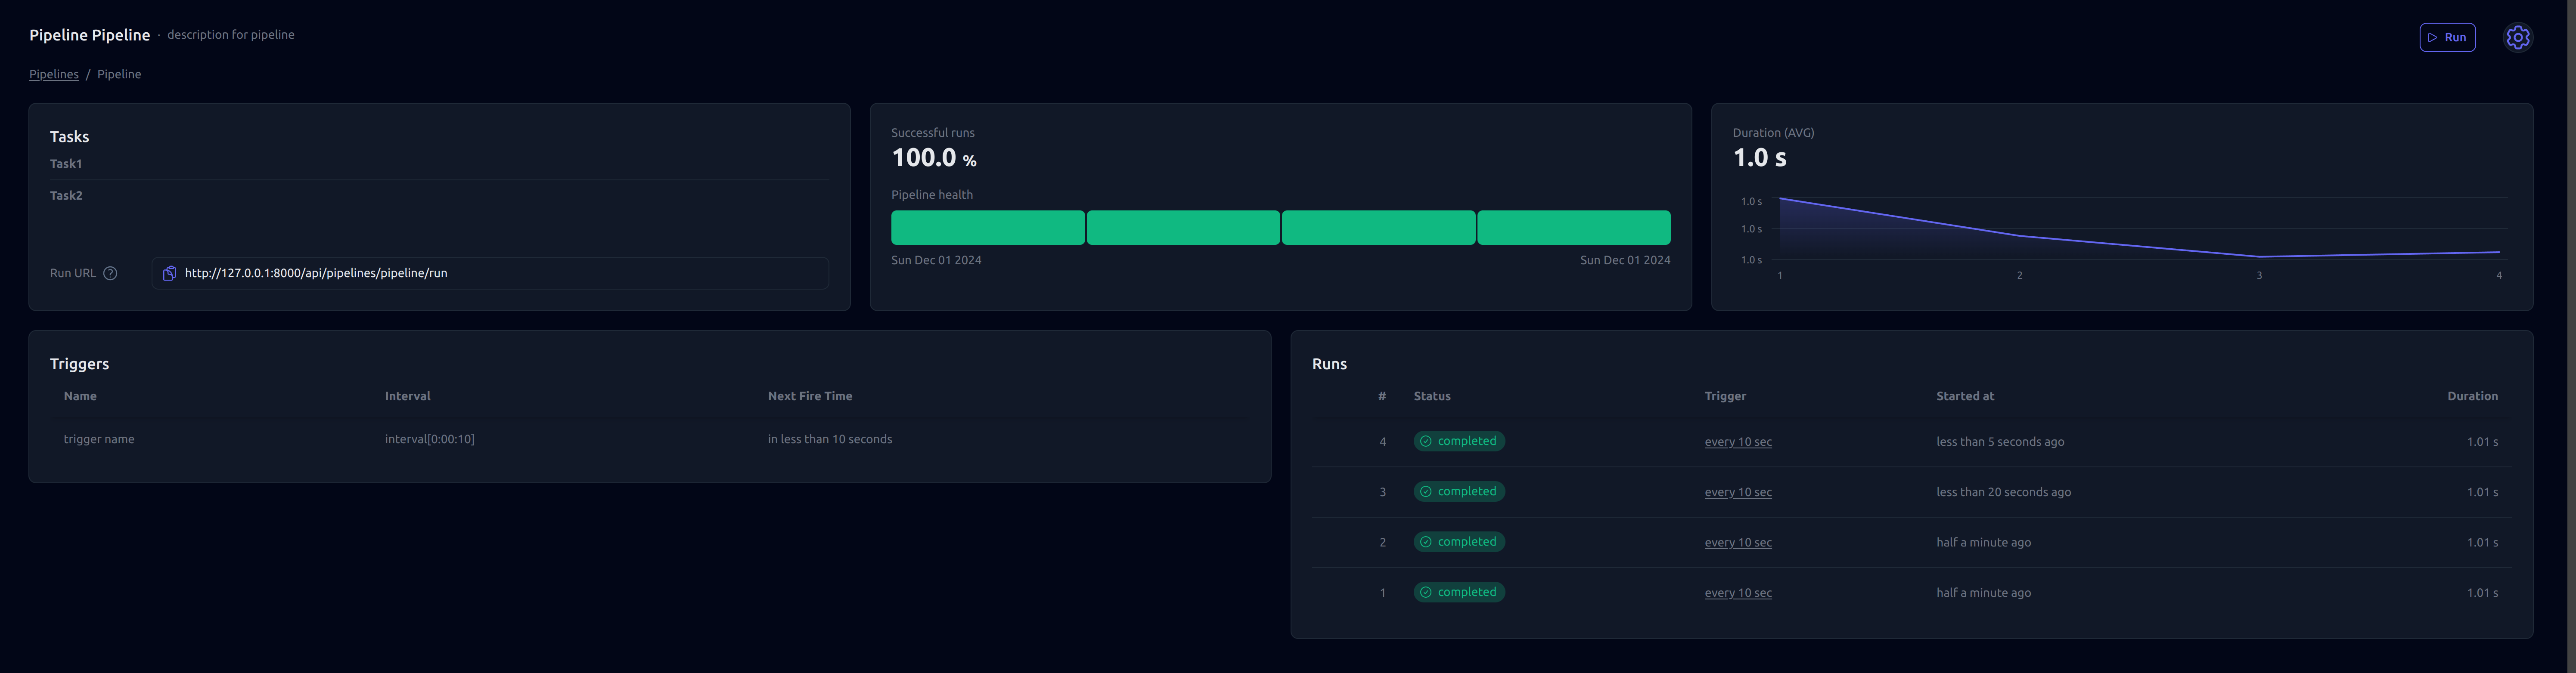 Pipeline Pipeline · description for pipeline
Run
Pipelines / Pipeline
Tasks
Task1
Task2
Run URL ? http://127.0.0.1:8000/api/pipelines/pipeline/run
Successful runs
100.0 %
Pipeline health
Sun Dec 01 2024 Sun Dec 01 2024
Duration (AVG)
1.0 s
1.0 s
1.0 s
1.0 s
1 2 3 4
Triggers
Name Interval Next Fire Time
trigger name interval[0:00:10] in less than 10 seconds
Runs
# Status Trigger Started at Duration
4 completed every 10 sec less than 5 seconds ago 1.01 s
3 completed every 10 sec less than 20 seconds ago 1.01 s
2 completed every 10 sec half a minute ago 1.01 s
1 completed every 10 sec half a minute ago 1.01 s